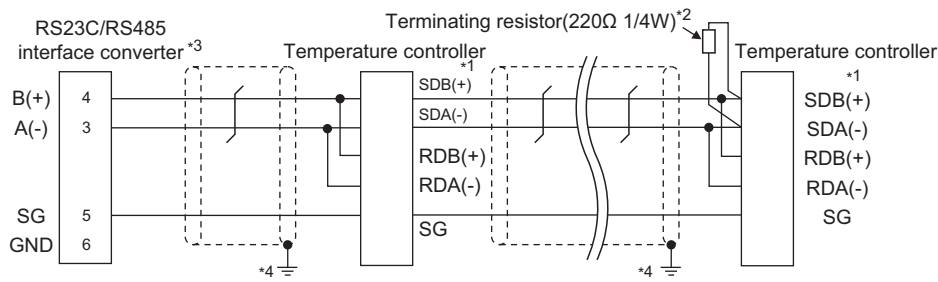 RS23C/RS485
interface converter *3
Terminating resistor(220Ω 1/4W)*2
Temperature controller
*1
Temperature controller
*1
B(+) 4
A(-) 3
SG 5
GND 6
SDB(+)
SDA(-)
RDB(+)
RDA(-)
SG
SDB(+)
SDA(-)
RDB(+)
RDA(-)
SG
*4
*4